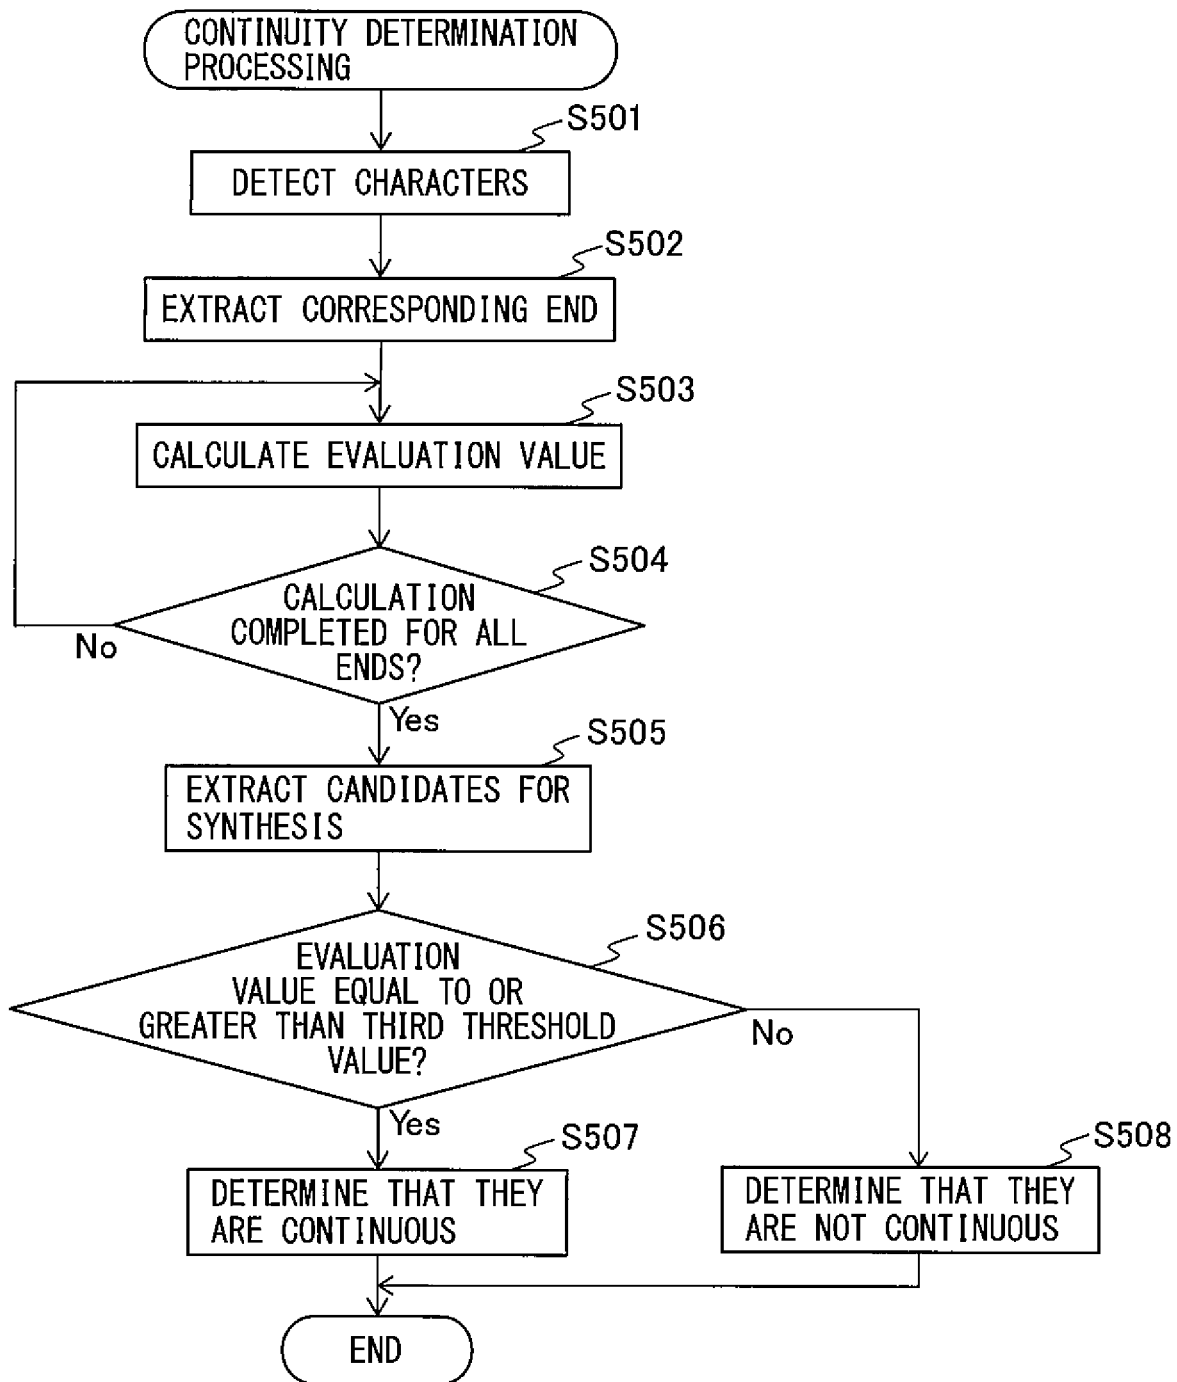 CONTINUITY DETERMINATION
PROCESSING
S501
DETECT CHARACTERS
S502
EXTRACT CORRESPONDING END
S503
CALCULATE EVALUATION VALUE
S504
CALCULATION
COMPLETED FOR ALL
ENDS?
No
Yes
S505
EXTRACT CANDIDATES FOR
SYNTHESIS
S506
EVALUATION
VALUE EQUAL TO OR
GREATER THAN THIRD THRESHOLD
VALUE?
No
Yes
S507
DETERMINE THAT THEY
ARE CONTINUOUS
S508
DETERMINE THAT THEY
ARE NOT CONTINUOUS
END